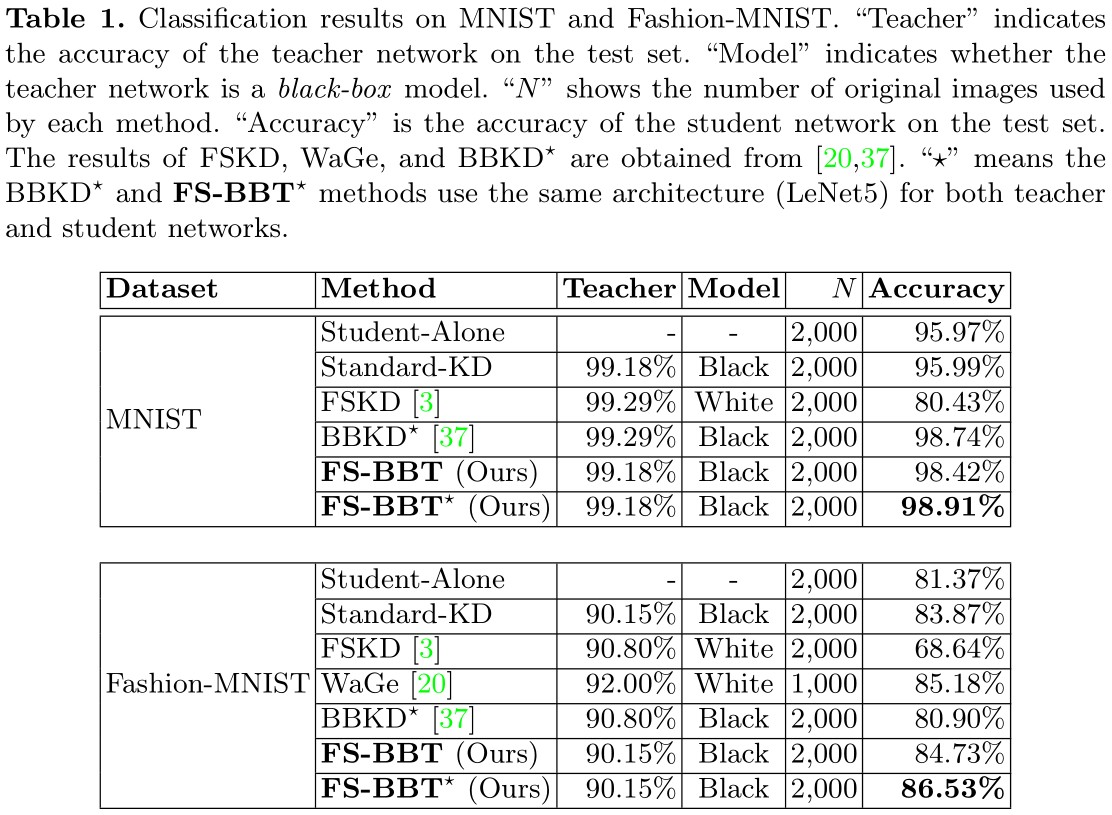 Table 1. Classification results on MNIST and Fashion-MNIST. “Teacher” indicates
the accuracy of the teacher network on the test set. “Model” indicates whether the
teacher network is a black-box model. “N” shows the number of original images used
by each method. “Accuracy” is the accuracy of the student network on the test set.
The results of FSKD, WaGe, and BBKD⋆ are obtained from [20,37]. “⋆” means the
BBKD⋆ and FS-BBT⋆ methods use the same architecture (LeNet5) for both teacher
and student networks.
Dataset Method Teacher Model N Accuracy
MNIST
Student-Alone - - 2,000 95.97%
Standard-KD 99.18% Black 2,000 95.99%
FSKD [3] 99.29% White 2,000 80.43%
BBKD⋆ [37] 99.29% Black 2,000 98.74%
FS-BBT (Ours) 99.18% Black 2,000 98.42%
FS-BBT⋆ (Ours) 99.18% Black 2,000 98.91%
Fashion-MNIST
Student-Alone - - 2,000 81.37%
Standard-KD 90.15% Black 2,000 83.87%
FSKD [3] 90.80% White 2,000 68.64%
WaGe [20] 92.00% White 1,000 85.18%
BBKD⋆ [37] 90.80% Black 2,000 80.90%
FS-BBT (Ours) 90.15% Black 2,000 84.73%
FS-BBT⋆ (Ours) 90.15% Black 2,000 86.53%